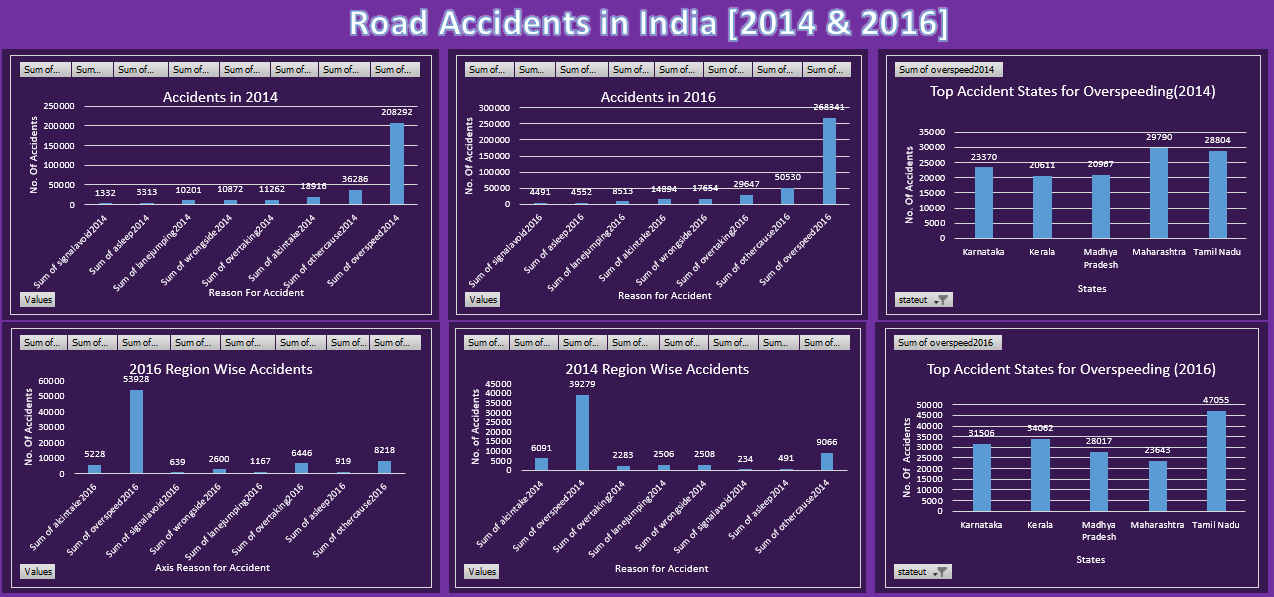 Road Accidents in India [2014 & 2016]
Sum of... Sum... Sum of... Sum of... Sum of... Sum of... Sum of... Sum of...
Accidents in 2014
No. Of Accidents
250000
200000
150000
100000
50000
0
1332 3313 10201 10872 11262 18916 36286 208292
Sum of signalavoid2014
Sum of asleep2014
Sum of lanejumping2014
Sum of wrongside2014
Sum of overtaking2014
Sum of alcintake2014
Sum of othercause2014
Sum of overspeed2014
Reason For Accident
Values
Sum of... Sum... Sum of... Sum of... Sum of... Sum of... Sum of... Sum of...
Accidents in 2016
No. Of Accidents
300000
250000
200000
150000
100000
50000
0
4491 4552 8513 14894 17654 29647 50530 268341
Sum of signalavoid2016
Sum of asleep2016
Sum of lanejumping2016
Sum of alcintake2016
Sum of wrongside2016
Sum of overtaking2016
Sum of othercause2016
Sum of overspeed2016
Reason for Accident
Values
Sum of overspeed2014
Top Accident States for Overspeeding(2014)
No. Of Accidents
35000
30000
25000
20000
15000
10000
5000
0
23370 20611 20967 29790 28804
Karnataka Kerala Madhya Pradesh Maharashtra Tamil Nadu
States
stateut
Sum of... Sum of... Sum of... Sum of... Sum of... Sum of... Sum of... Sum of...
2016 Region Wise Accidents
No. Of Accidents
60000
50000
40000
30000
20000
10000
0
5228 53928 639 2600 1167 6446 919 8218
Sum of alcintake2016
Sum of overspeed2016
Sum of signalavoid2016
Sum of wrongside2016
Sum of lanejumping2016
Sum of overtaking2016
Sum of asleep2016
Sum of othercause2016
Axis Reason for Accident
Values
Sum of... Sum of... Sum of... Sum of... Sum of... Sum of... Sum... Sum of...
2014 Region Wise Accidents
No. of Accidents
45000
40000
35000
30000
25000
20000
15000
10000
5000
0
6091 39279 2283 2506 2508 234 491 9066
Sum of alcintake2014
Sum of overspeed2014
Sum of overtaking2014
Sum of lanejumping2014
Sum of wrongside2014
Sum of signalavoid2014
Sum of asleep2014
Sum of othercause2014
Reason for Accident
Values
Sum of overspeed2016
Top Accident States for Overspeeding (2016)
No. Of Accidents
50000
45000
40000
35000
30000
25000
20000
15000
10000
5000
0
31506 34062 28017 23643 47055
Karnataka Kerala Madhya Pradesh Maharashtra Tamil Nadu
States
stateut